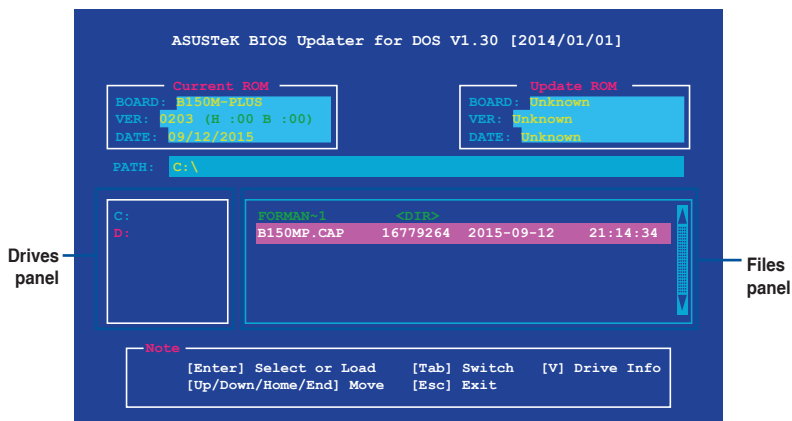 ASUSTeK BIOS Updater for DOS V1.30 [2014/01/01]
Current ROM
BOARD: B150M-PLUS
VER: 0203 (H :00 B :00)
DATE: 09/12/2015
Update ROM
BOARD: Unknown
VER: Unknown
DATE: Unknown
PATH: C:\
C:
D:
FORMAN~1 <DIR>
B150MP.CAP 16779264 2015-09-12 21:14:34
Drives
panel
Files
panel
Note
[Enter] Select or Load [Tab] Switch [V] Drive Info
[Up/Down/Home/End] Move [Esc] Exit